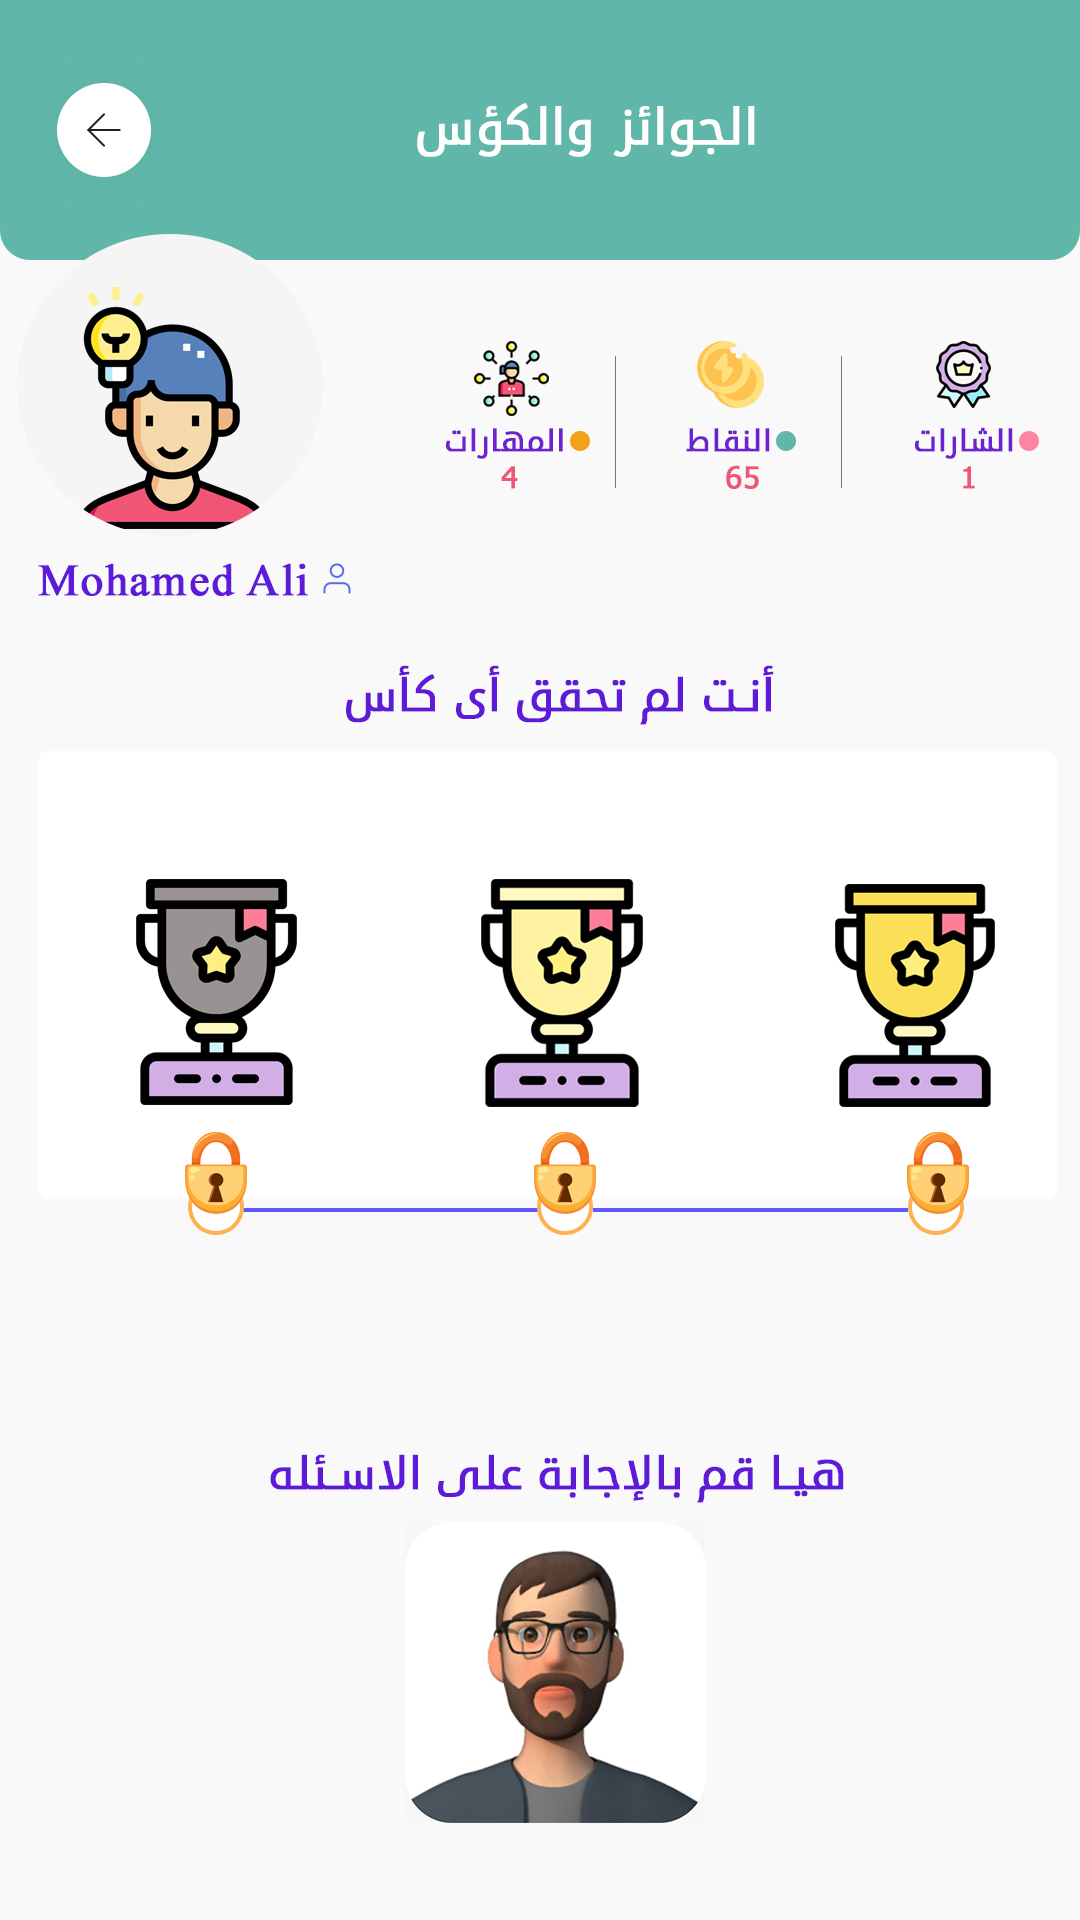 الجوائز والكؤس
الشارات
1
النقاط
65
المهارات
4
Mohamed Ali
أنت لم تحقق أى كأس
هيا قم بالإجابة على الاسئله